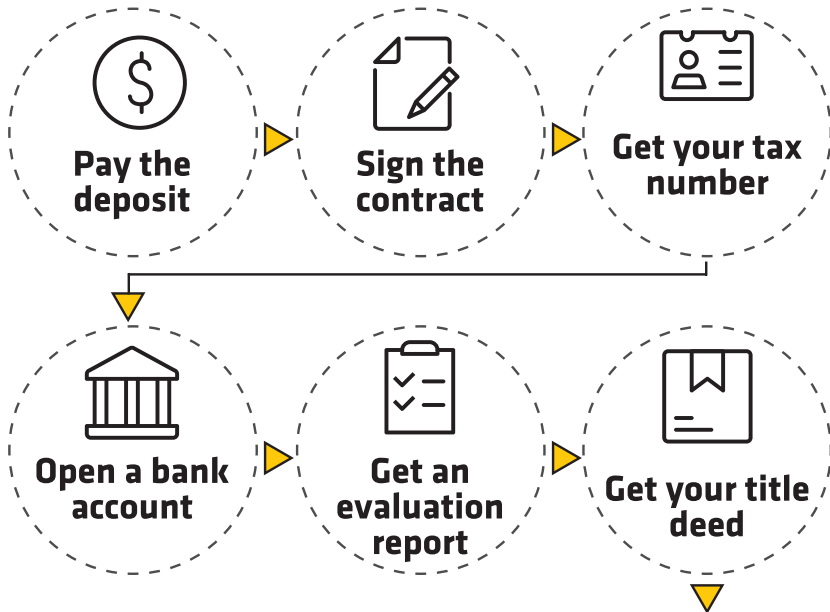 Pay the
deposit
Sign the
contract
Get your tax
number
Open a bank
account
Get an
evaluation
report
Get your title
deed